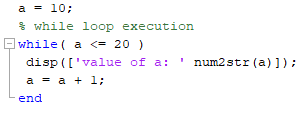 a = 10;
% while loop execution
while( a <= 20 )
disp(['value of a: ' num2str(a)]);
a = a + 1;
end